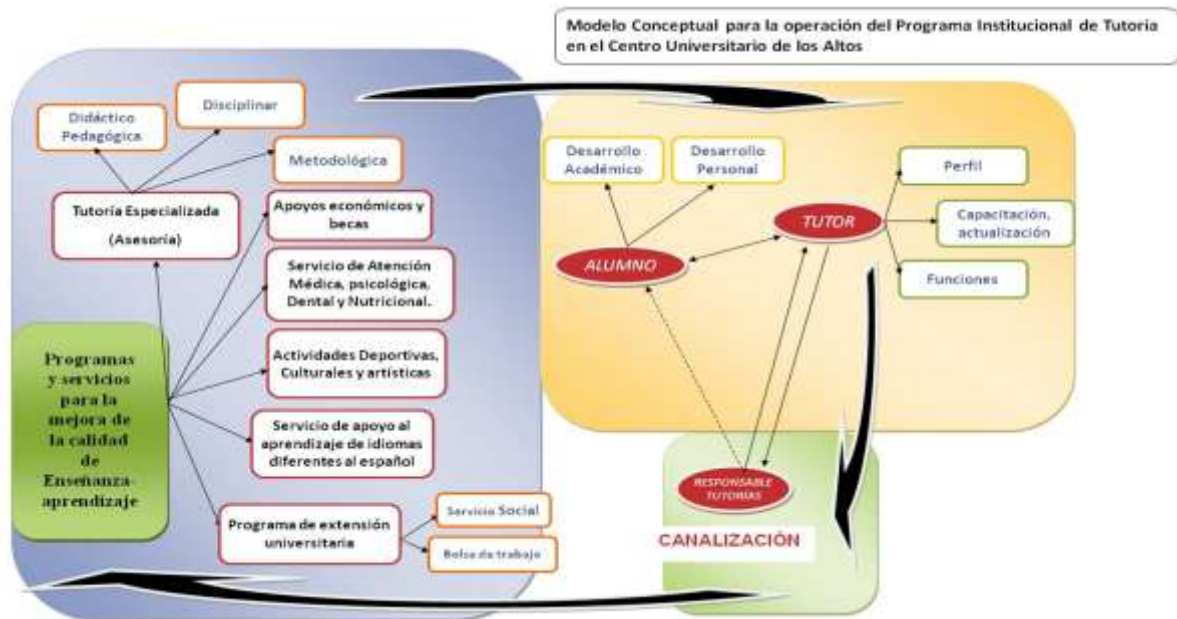 Modelo Conceptual para la operación del Programa Institucional de Tutoría
en el Centro Universitario de los Altos
Didáctico
Pedagógica
Disciplinar
Metodológica
Tutoría Especializada
(Asesoría)
Apoyos económicos y
becas
Servicio de Atención
Médica, psicológica,
Dental y Nutricional.
Actividades Deportivas,
Culturales y artísticas
Servicio de apoyo al
aprendizaje de idiomas
diferentes al español
Programa de extensión
universitaria
Servicio Social
Bolsa de trabajo
Programas
y servicios
para la
mejora de
la calidad
de
Enseñanza-
aprendizaje
Desarrollo
Académico
Desarrollo
Personal
ALUMNO
TUTOR
Perfil
Capacitación,
actualización
Funciones
RESPONSABLE
TUTORÍAS
CANALIZACIÓN